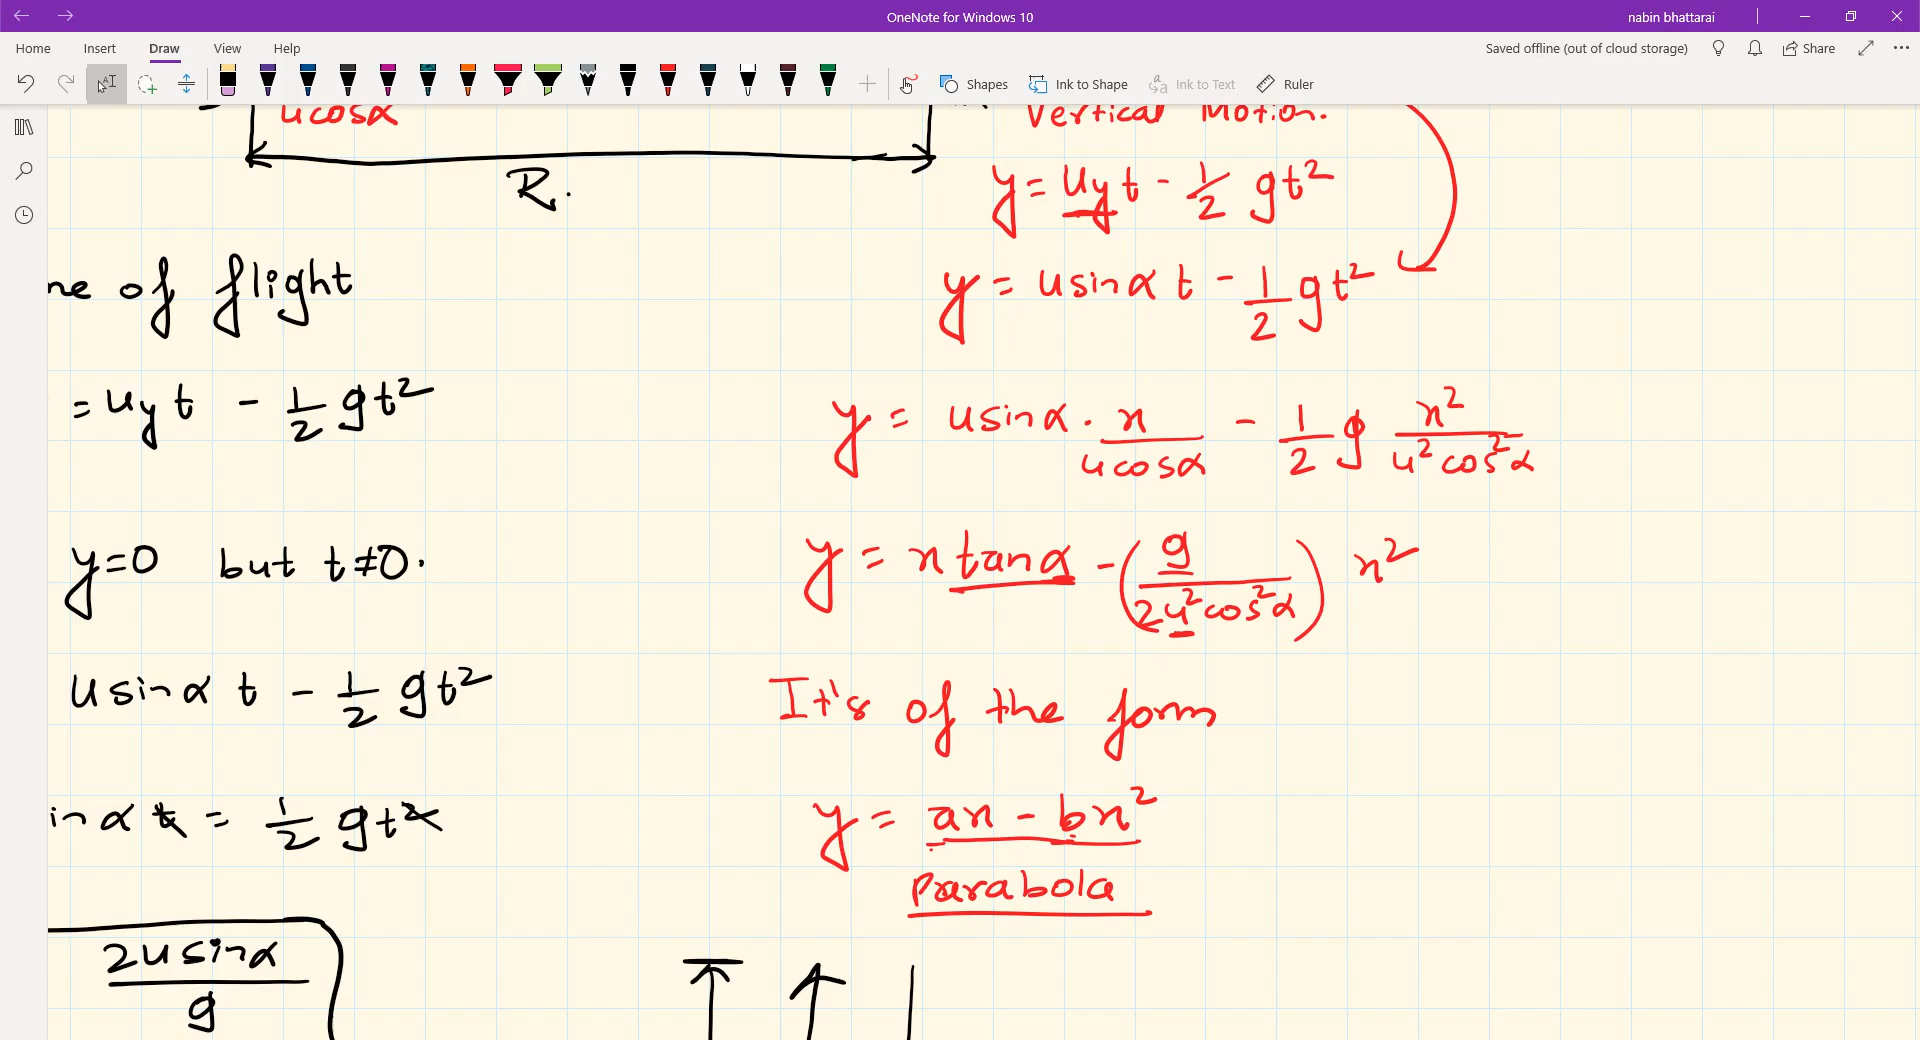 OneNote for Windows 10
nabin bhattarai
Home Insert Draw View Help
Saved offline (out of cloud storage) Share
Shapes Ink to Shape Ink to Text Ruler
ucosα
R.
ne of flight
= uyt - 1/2 gt²
y=0 but t≠0.
usinα t - 1/2 gt²
inα t = 1/2 gt²
2usinα/g
Vertical Motion.
y = uyt - 1/2 gt²
y = usinα t - 1/2 gt²
y = usinα · x/ucosα - 1/2 g x²/u²cos²α
y = x tanα - (g/2u²cos²α) x²
It's of the form
y = ax - bx²
Parabola